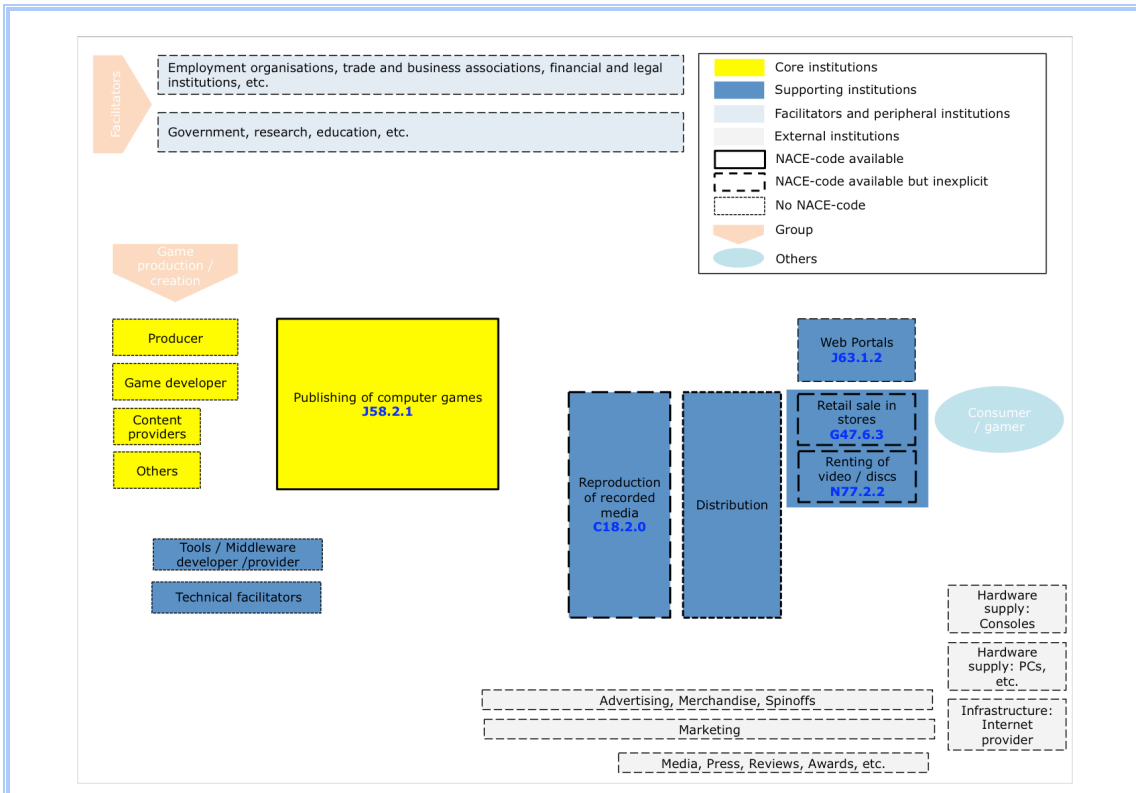 Facilitators
Employment organisations, trade and business associations, financial and legal
institutions, etc.
Government, research, education, etc.
Core institutions
Supporting institutions
Facilitators and peripheral institutions
External institutions
NACE-code available
NACE-code available but inexplicit
No NACE-code
Group
Others
Game
production /
creation
Producer
Game developer
Content
providers
Others
Publishing of computer games
J58.2.1
Tools / Middleware
developer /provider
Technical facilitators
Reproduction
of recorded
media
C18.2.0
Distribution
Web Portals
J63.1.2
Retail sale in
stores
G47.6.3
Renting of
video / discs
N77.2.2
Consumer
/ gamer
Hardware
supply:
Consoles
Hardware
supply: PCs,
etc.
Infrastructure:
Internet
provider
Advertising, Merchandise, Spinoffs
Marketing
Media, Press, Reviews, Awards, etc.